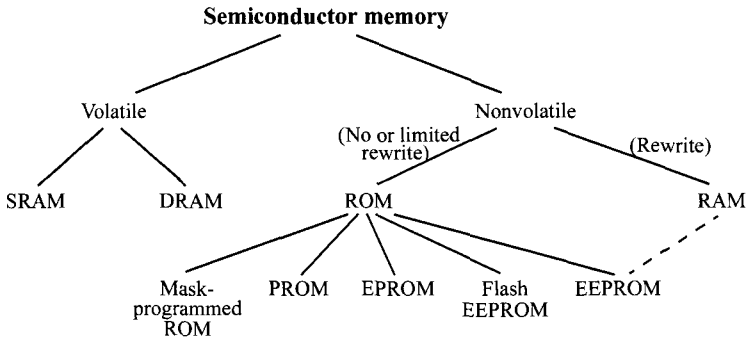 Semiconductor memory
Volatile
Nonvolatile
(No or limited
rewrite)
(Rewrite)
SRAM
DRAM
ROM
RAM
Mask-
programmed
ROM
PROM
EPROM
Flash
EEPROM
EEPROM